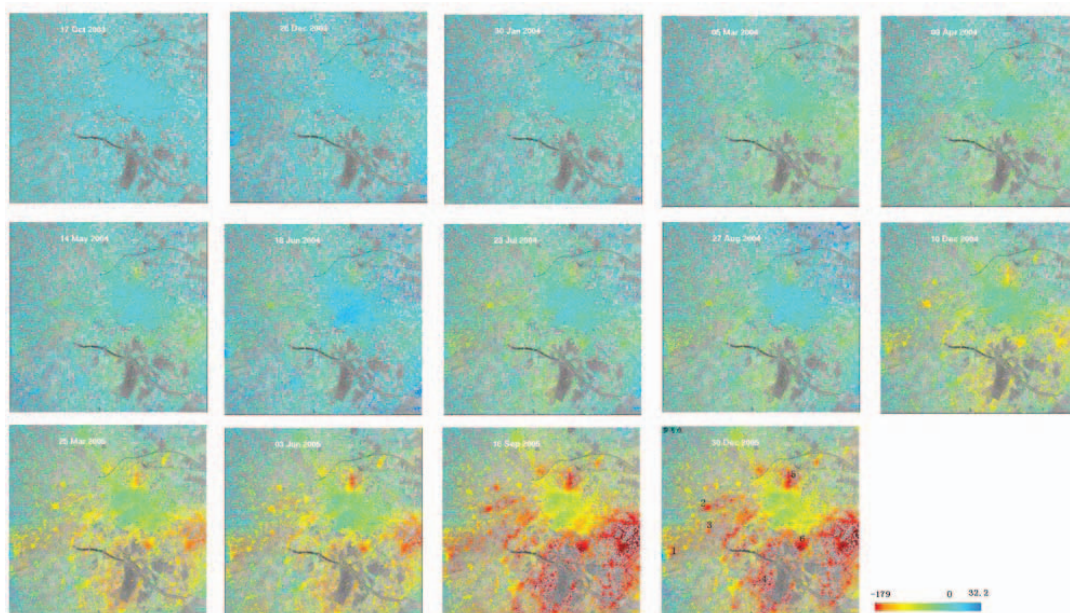 17 Oct 2003
26 Dec 2003
30 Jan 2004
05 Mar 2004
09 Apr 2004
14 May 2004
18 Jun 2004
23 Jul 2004
27 Aug 2004
10 Dec 2004
25 Mar 2005
03 Jun 2005
16 Sep 2005
30 Dec 2005
2
3
1
5
6
4
-179 0 32.2